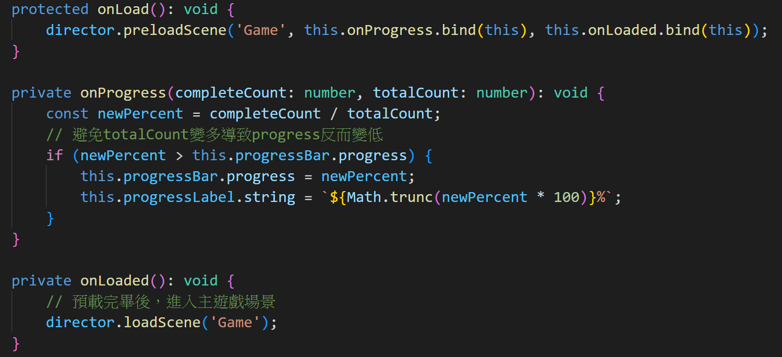 protected onLoad(): void {
    director.preloadScene('Game', this.onProgress.bind(this), this.onLoaded.bind(this));
}

private onProgress(completeCount: number, totalCount: number): void {
    const newPercent = completeCount / totalCount;
    // 避免totalCount變多導致progress反而變低
    if (newPercent > this.progressBar.progress) {
        this.progressBar.progress = newPercent;
        this.progressLabel.string = `${Math.trunc(newPercent * 100)}%`;
    }
}

private onLoaded(): void {
    // 預載完畢後，進入主遊戲場景
    director.loadScene('Game');
}